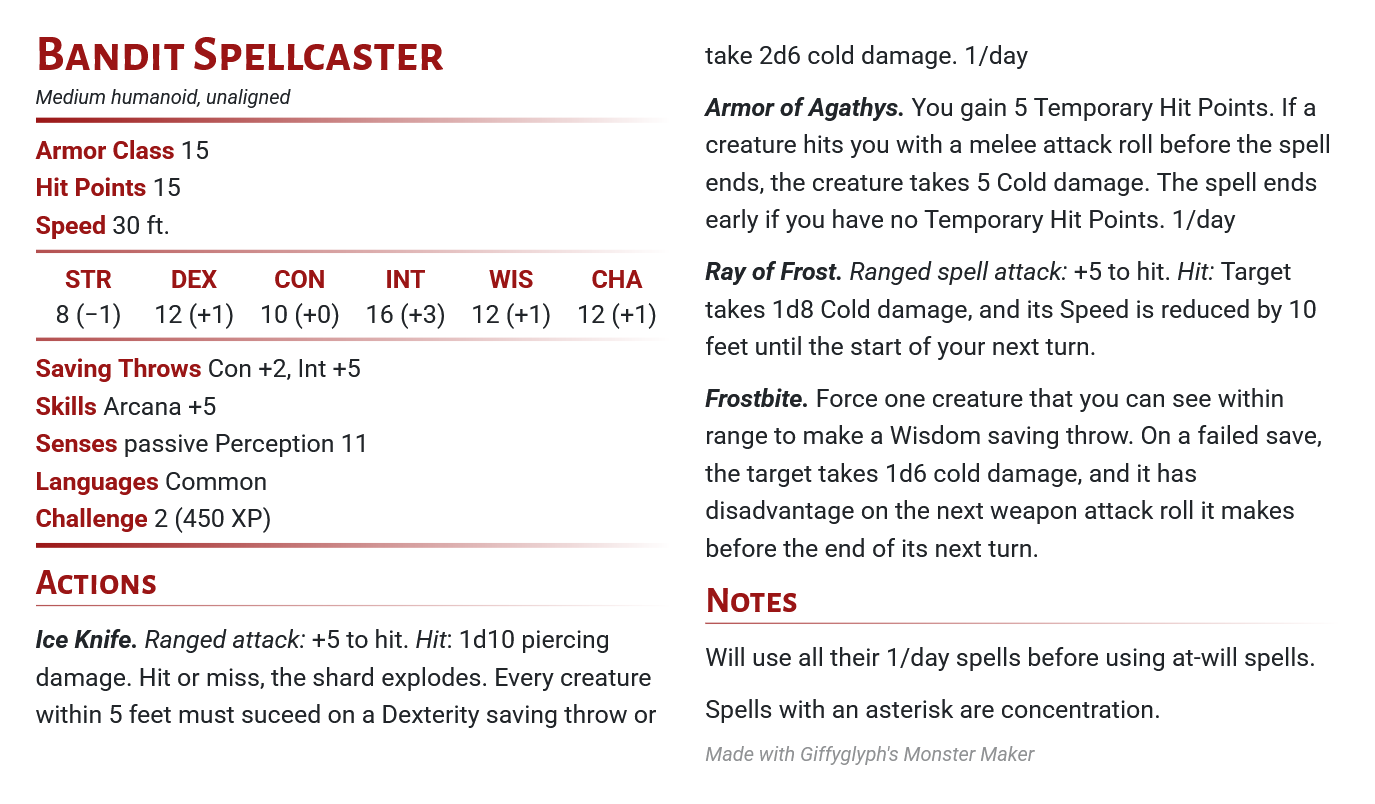 Bandit Spellcaster
Medium humanoid, unaligned
Armor Class 15
Hit Points 15
Speed 30 ft.
STR DEX CON INT WIS CHA
8 (−1) 12 (+1) 10 (+0) 16 (+3) 12 (+1) 12 (+1)
Saving Throws Con +2, Int +5
Skills Arcana +5
Senses passive Perception 11
Languages Common
Challenge 2 (450 XP)
Actions
Ice Knife. Ranged attack: +5 to hit. Hit: 1d10 piercing
damage. Hit or miss, the shard explodes. Every creature
within 5 feet must suceed on a Dexterity saving throw or
take 2d6 cold damage. 1/day
Armor of Agathys. You gain 5 Temporary Hit Points. If a
creature hits you with a melee attack roll before the spell
ends, the creature takes 5 Cold damage. The spell ends
early if you have no Temporary Hit Points. 1/day
Ray of Frost. Ranged spell attack: +5 to hit. Hit: Target
takes 1d8 Cold damage, and its Speed is reduced by 10
feet until the start of your next turn.
Frostbite. Force one creature that you can see within
range to make a Wisdom saving throw. On a failed save,
the target takes 1d6 cold damage, and it has
disadvantage on the next weapon attack roll it makes
before the end of its next turn.
Notes
Will use all their 1/day spells before using at-will spells.
Spells with an asterisk are concentration.
Made with Giffyglyph's Monster Maker